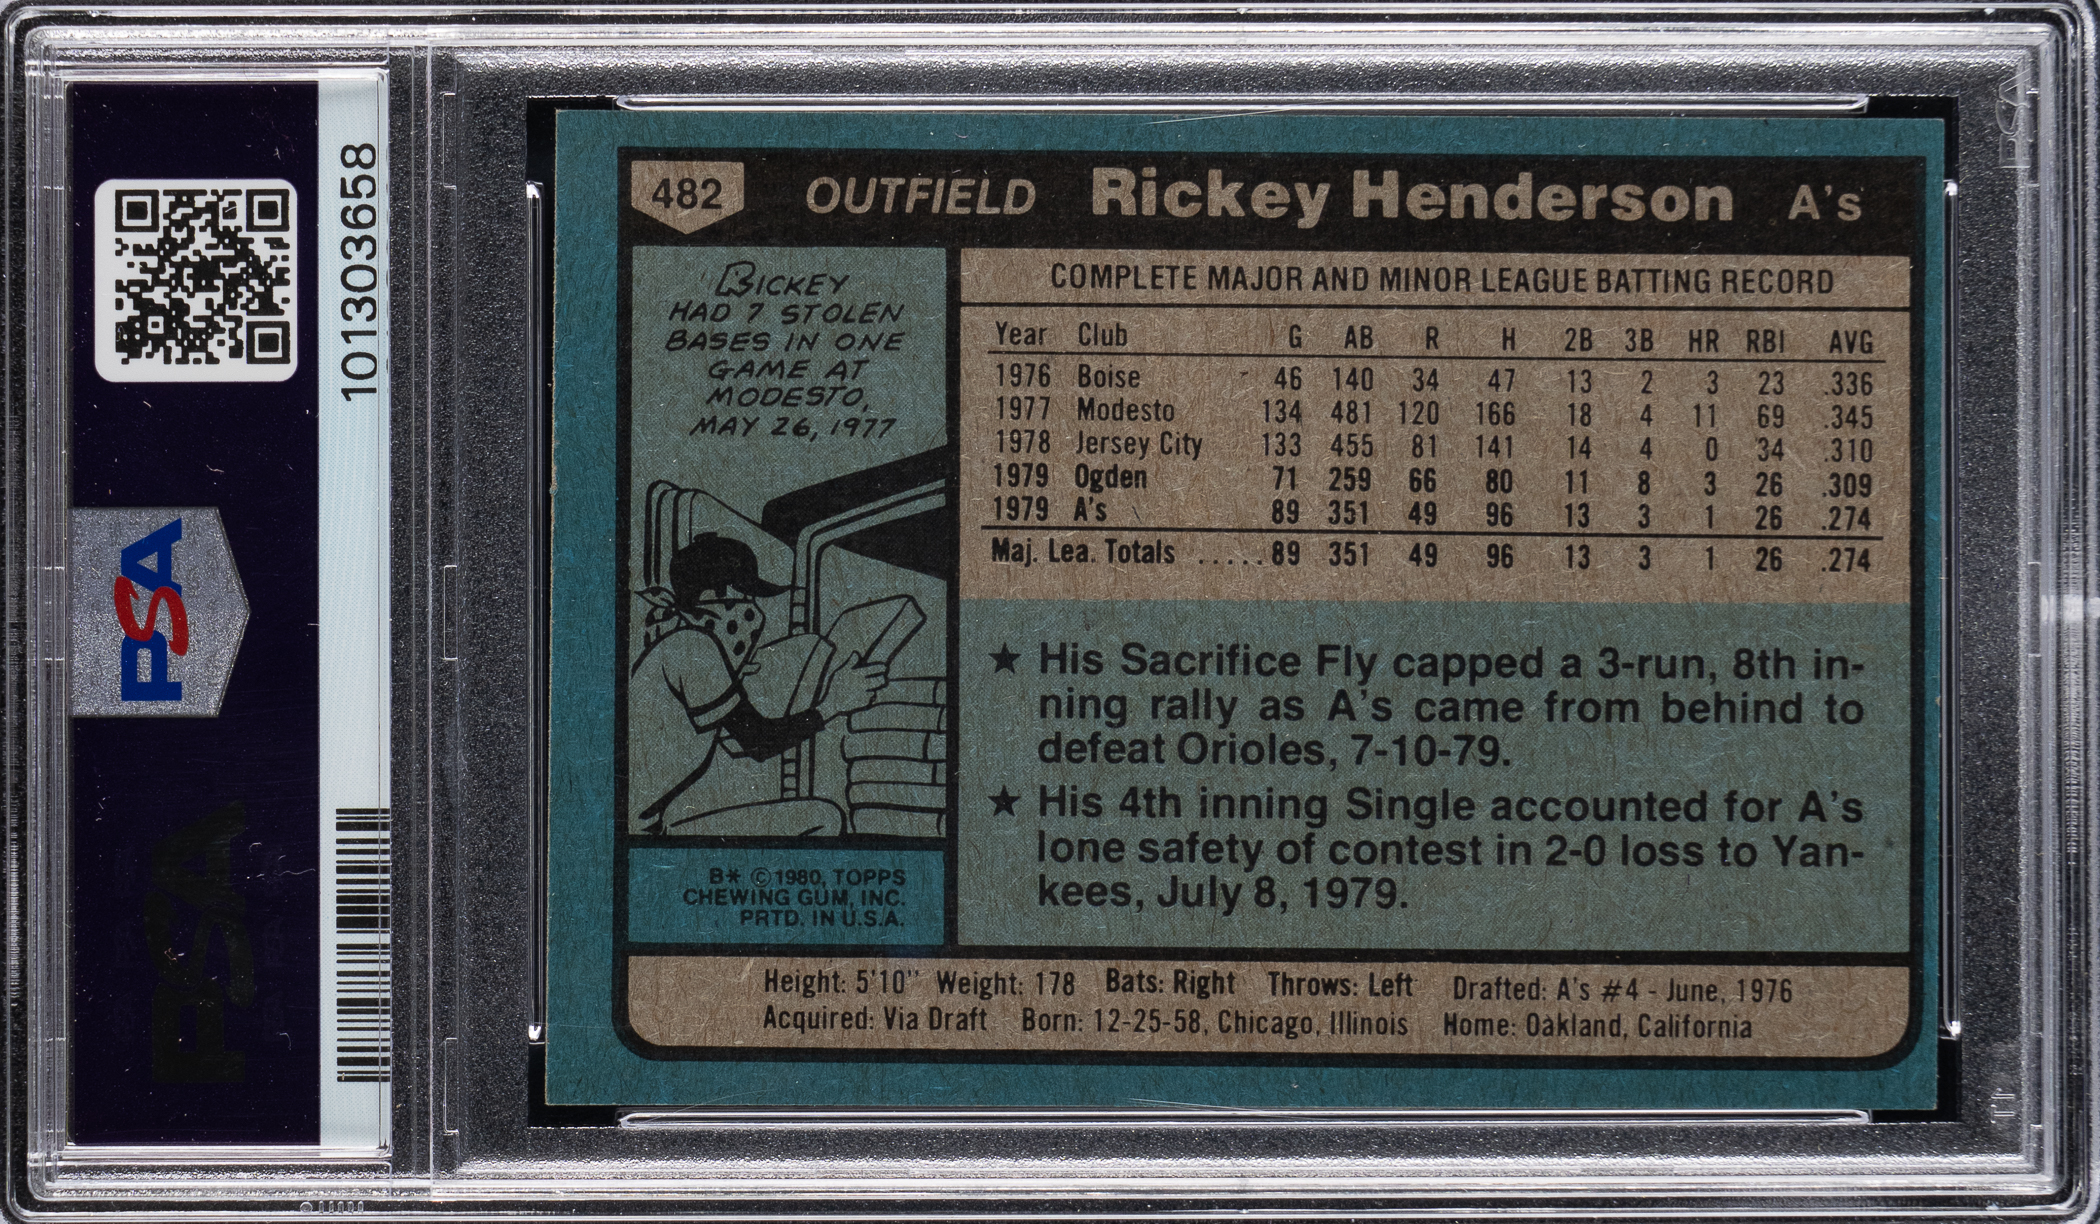 101303658
PSA
PSA
PSA
482 OUTFIELD Rickey Henderson A's
RICKEY
HAD 7 STOLEN
BASES IN ONE
GAME AT
MODESTO,
MAY 26, 1977
COMPLETE MAJOR AND MINOR LEAGUE BATTING RECORD
Year Club G AB R H 2B 3B HR RBI AVG
1976 Boise 46 140 34 47 13 2 3 23 .336
1977 Modesto 134 481 120 166 18 4 11 69 .345
1978 Jersey City 133 455 81 141 14 4 0 34 .310
1979 Ogden 71 259 66 80 11 8 3 26 .309
1979 A's 89 351 49 96 13 3 1 26 .274
Maj. Lea. Totals ..... 89 351 49 96 13 3 1 26 .274
★ His Sacrifice Fly capped a 3-run, 8th in-
ning rally as A's came from behind to
defeat Orioles, 7-10-79.
★ His 4th inning Single accounted for A's
lone safety of contest in 2-0 loss to Yan-
kees, July 8, 1979.
B* © 1980, TOPPS
CHEWING GUM, INC.
PRTD. IN U.S.A.
Height: 5'10" Weight: 178 Bats: Right Throws: Left Drafted: A's #4 - June, 1976
Acquired: Via Draft Born: 12-25-58, Chicago, Illinois Home: Oakland, California